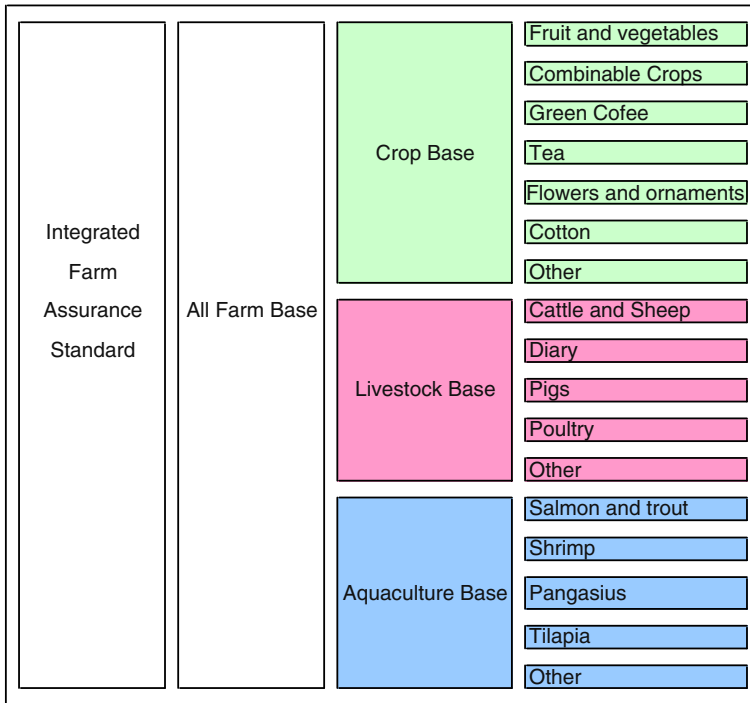 Integrated
Farm
Assurance
Standard
All Farm Base
Crop Base
Fruit and vegetables
Combinable Crops
Green Cofee
Tea
Flowers and ornaments
Cotton
Other
Livestock Base
Cattle and Sheep
Diary
Pigs
Poultry
Other
Aquaculture Base
Salmon and trout
Shrimp
Pangasius
Tilapia
Other